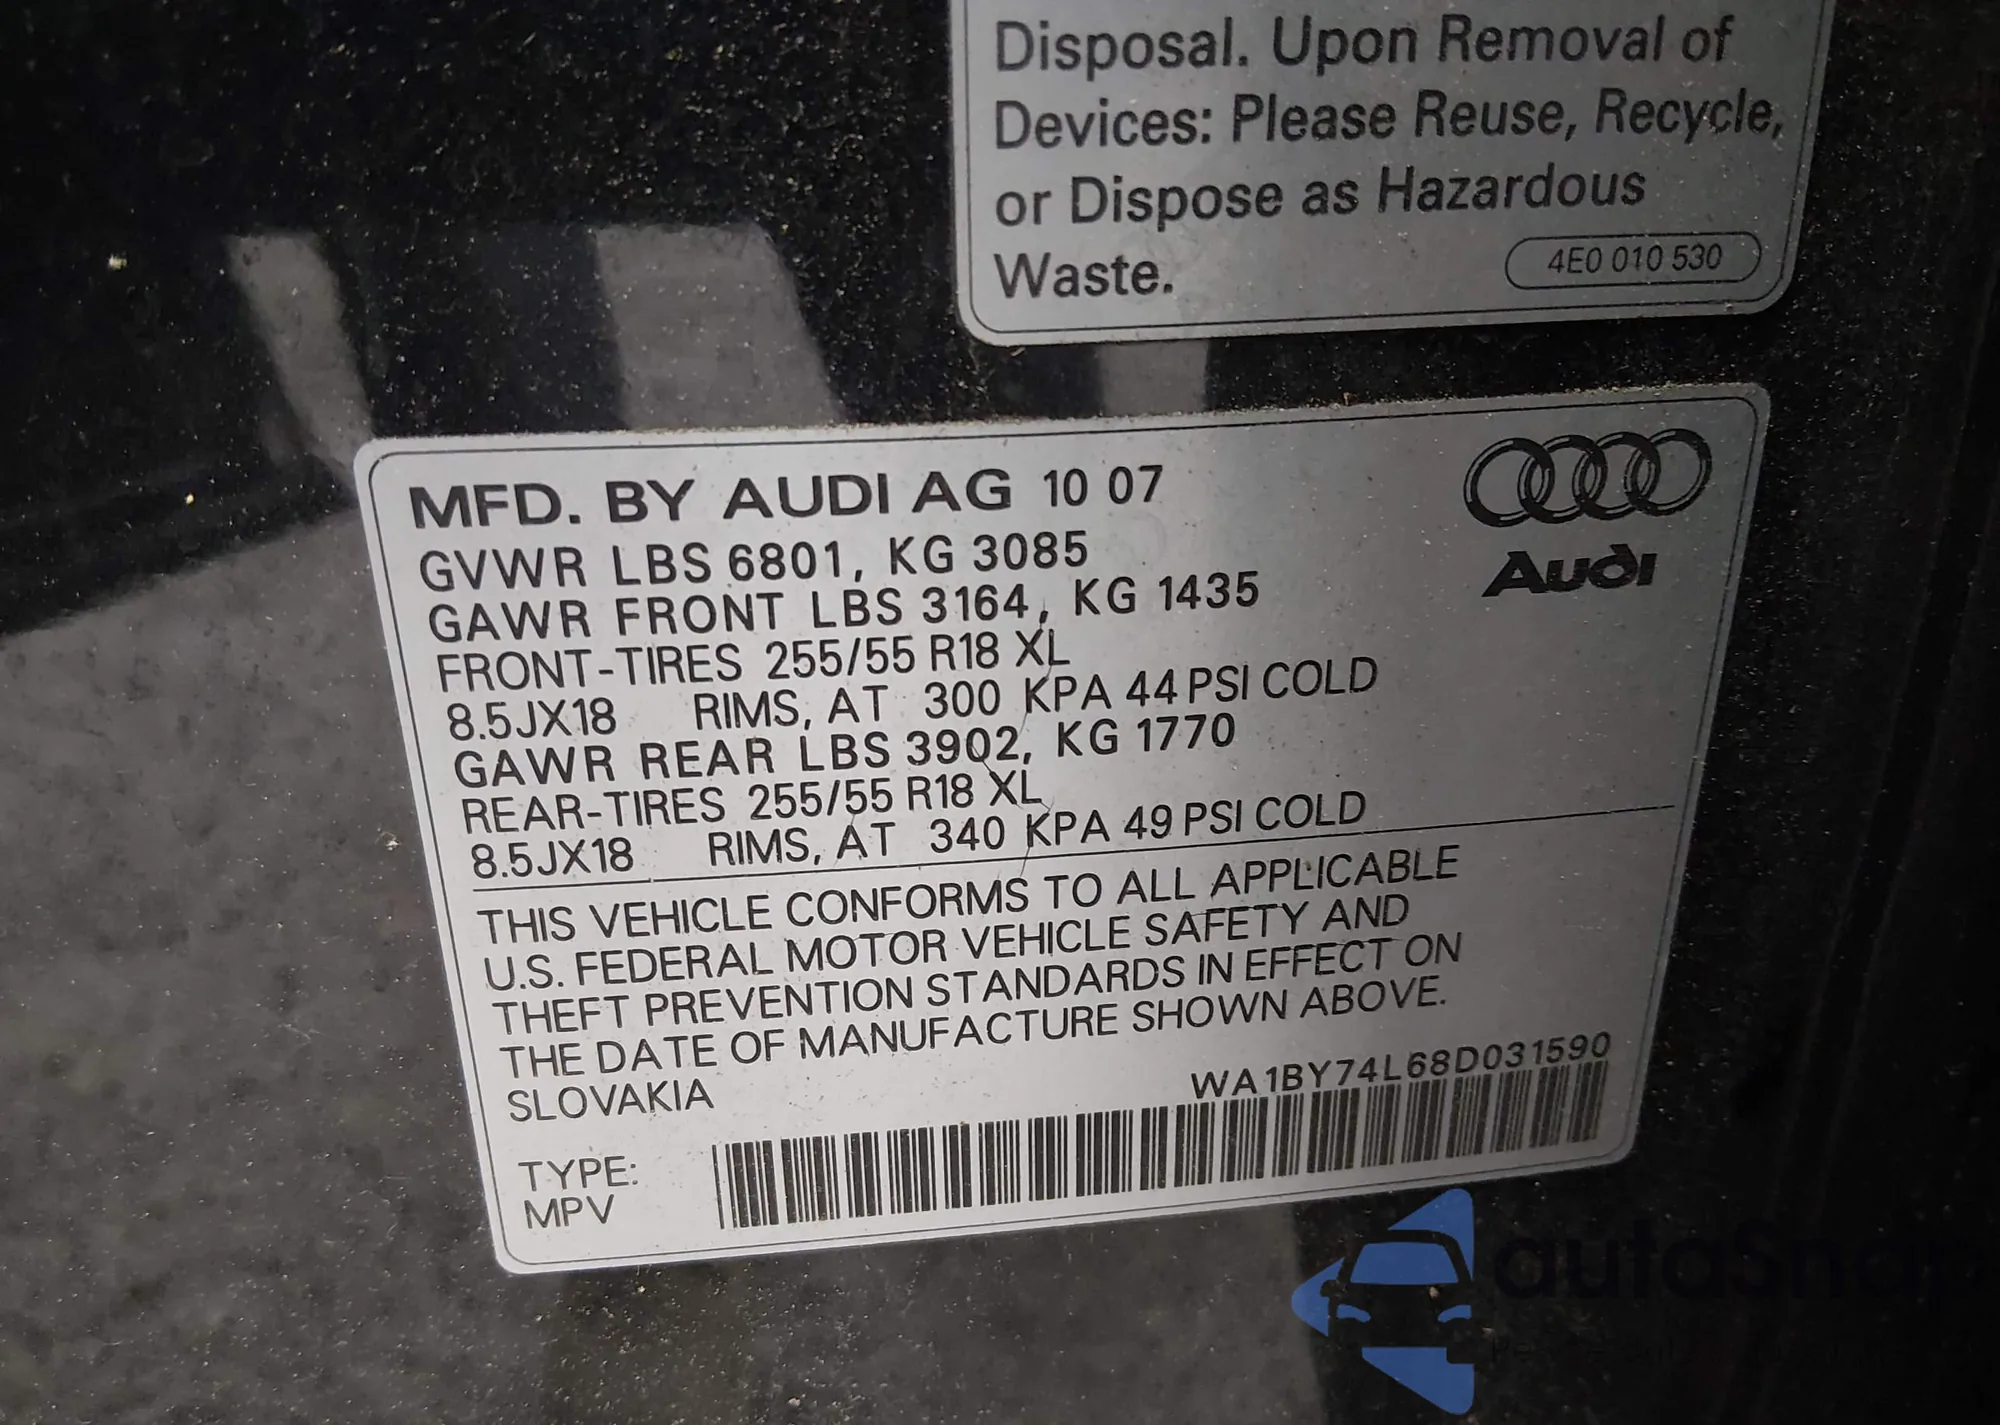 Disposal. Upon Removal of
Devices: Please Reuse, Recycle,
or Dispose as Hazardous
Waste.
4E0 010 530
MFD. BY AUDI AG 10 07
Audi
GVWR LBS 6801, KG 3085
GAWR FRONT LBS 3164, KG 1435
FRONT-TIRES 255/55 R18 XL
8.5JX18 RIMS, AT 300 KPA 44 PSI COLD
GAWR REAR LBS 3902, KG 1770
REAR-TIRES 255/55 R18 XL
8.5JX18 RIMS, AT 340 KPA 49 PSI COLD
THIS VEHICLE CONFORMS TO ALL APPLICABLE
U.S. FEDERAL MOTOR VEHICLE SAFETY AND
THEFT PREVENTION STANDARDS IN EFFECT ON
THE DATE OF MANUFACTURE SHOWN ABOVE.
SLOVAKIA
WA1BY74L68D031590
TYPE:
MPV
autoSnap